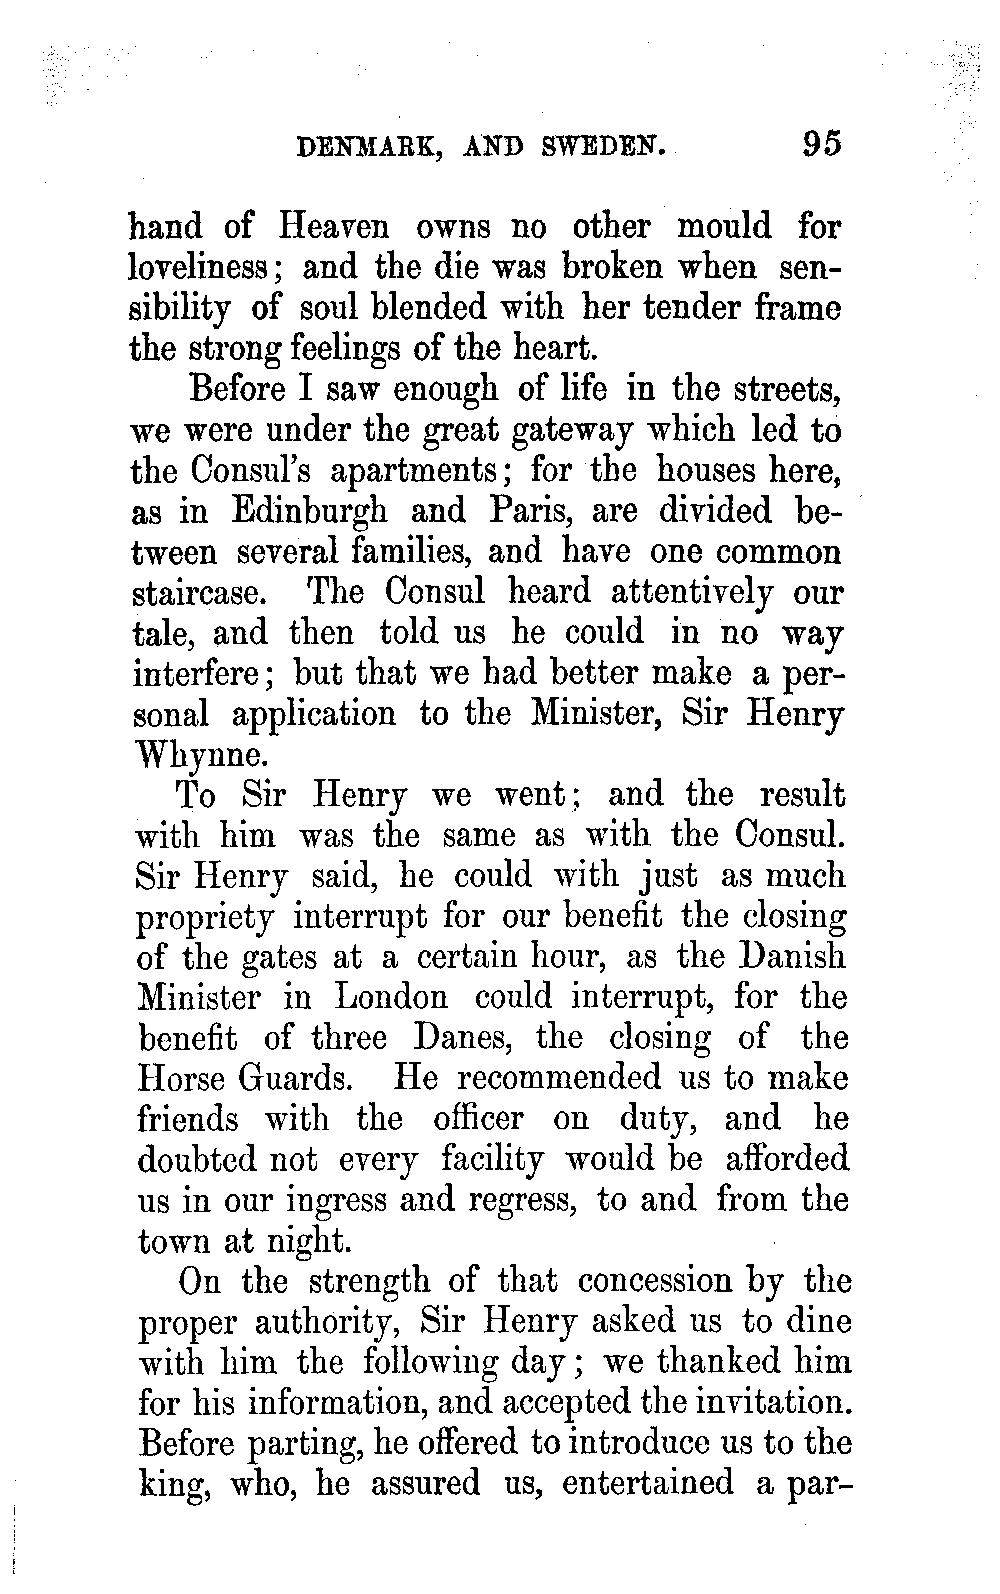 DENMARK, AND SWEDEN. 95
hand of Heaven owns no other mould for
loveliness; and the die was broken when sen-
sibility of soul blended with her tender frame
the strong feelings of the heart.
Before I saw enough of life in the streets,
we were under the great gateway which led to
the Consul's apartments; for the houses here,
as in Edinburgh and Paris, are divided be-
tween several families, and have one common
staircase. The Consul heard attentively our
tale, and then told us he could in no way
interfere; but that we had better make a per-
sonal application to the Minister, Sir Henry
Whynne.
To Sir Henry we went; and the result
with him was the same as with the Consul.
Sir Henry said, he could with just as much
propriety interrupt for our benefit the closing
of the gates at a certain hour, as the Danish
Minister in London could interrupt, for the
benefit of three Danes, the closing of the
Horse Guards. He recommended us to make
friends with the officer on duty, and he
doubted not every facility would be afforded
us in our ingress and regress, to and from the
town at night.
On the strength of that concession by the
proper authority, Sir Henry asked us to dine
with him the following day; we thanked him
for his information, and accepted the invitation.
Before parting, he offered to introduce us to the
king, who, he assured us, entertained a par-